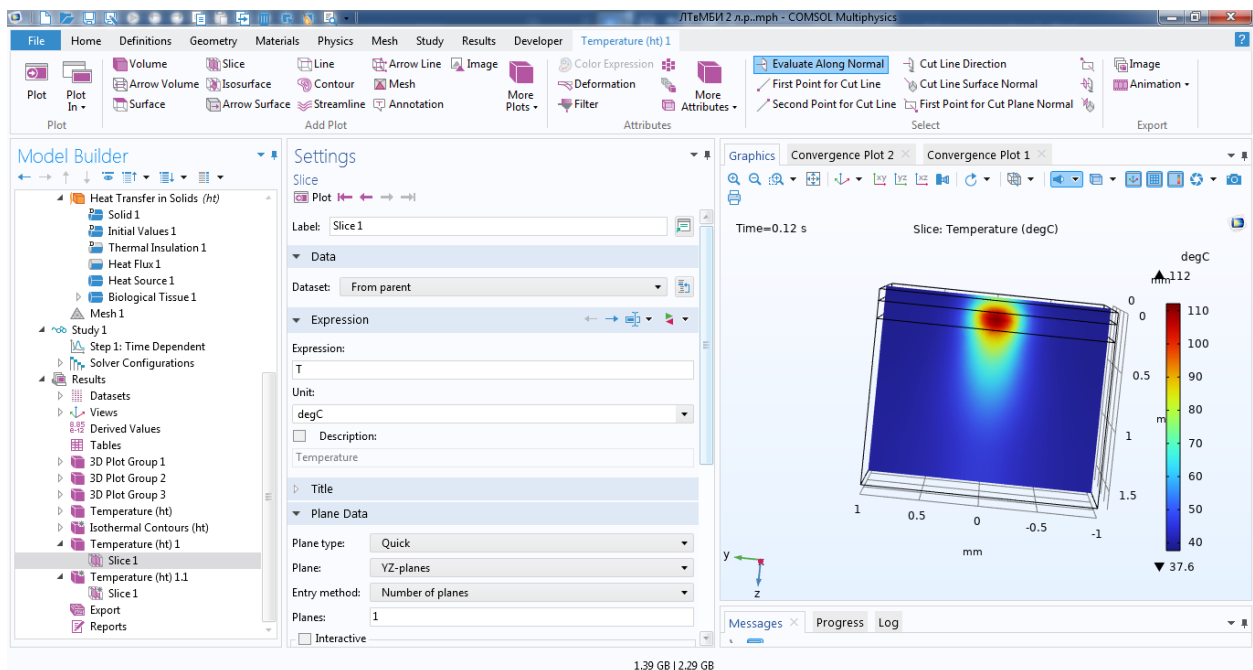 ЛТвМБИ 2 л.р..mph - COMSOL Multiphysics
File Home Definitions Geometry Materials Physics Mesh Study Results Developer Temperature (ht) 1 ?
Volume Slice Line Arrow Line Image Color Expression Evaluate Along Normal Cut Line Direction Image
Arrow Volume Isosurface Contour Mesh Deformation First Point for Cut Line Cut Line Surface Normal Animation
Plot Plot In More Plots More Attributes
Surface Arrow Surface Streamline Annotation Filter Second Point for Cut Line First Point for Cut Plane Normal
Plot Add Plot Attributes Select Export
Model Builder
Heat Transfer in Solids (ht)
Solid 1
Initial Values 1
Thermal Insulation 1
Heat Flux 1
Heat Source 1
Biological Tissue 1
Mesh 1
Study 1
Step 1: Time Dependent
Solver Configurations
Results
Datasets
Views
8.85
e-12 Derived Values
Tables
3D Plot Group 1
3D Plot Group 2
3D Plot Group 3
Temperature (ht)
Isothermal Contours (ht)
Temperature (ht) 1
Slice 1
Temperature (ht) 1.1
Slice 1
Export
Reports
Settings
Slice
Plot
Label: Slice 1
Data
Dataset: From parent
Expression
Expression:
T
Unit:
degC
Description:
Temperature
Title
Plane Data
Plane type: Quick
Plane: YZ-planes
Entry method: Number of planes
Planes: 1
Interactive
Graphics Convergence Plot 2 Convergence Plot 1
xy yz xz
Time=0.12 s Slice: Temperature (degC)
degC
112
mm
0
0
110
100
0.5
90
80
m
1
70
60
1.5
50
40
37.6
1
0.5
0
-0.5
-1
mm
y
z
Messages Progress Log
1.39 GB | 2.29 GB